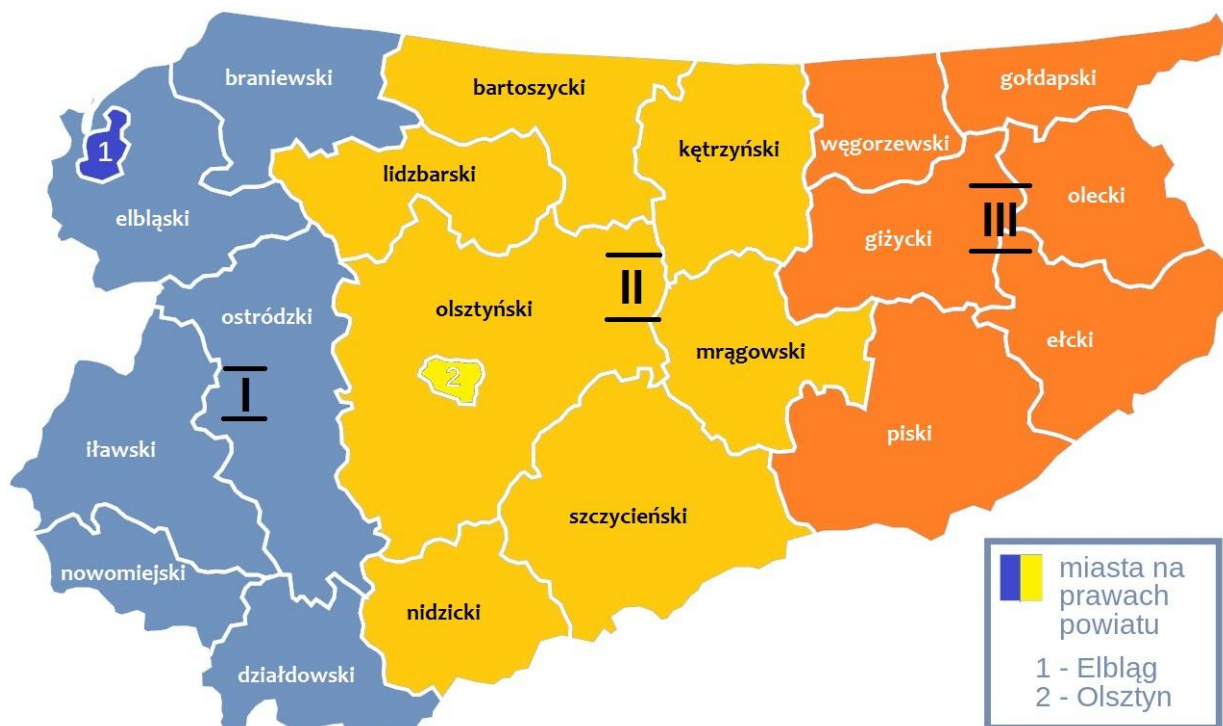 braniewski
bartoszycki
gołdapski
1
kętrzyński
węgorzewski
lidzbarski
olecki
elbląski
giżycki
III
II
olsztyński
ostródzki
ełcki
mrągowski
2
I
piski
iławski
szczycieński
nowomiejski
nidzicki
działdowski
miasta na
prawach
powiatu
1 - Elbląg
2 - Olsztyn